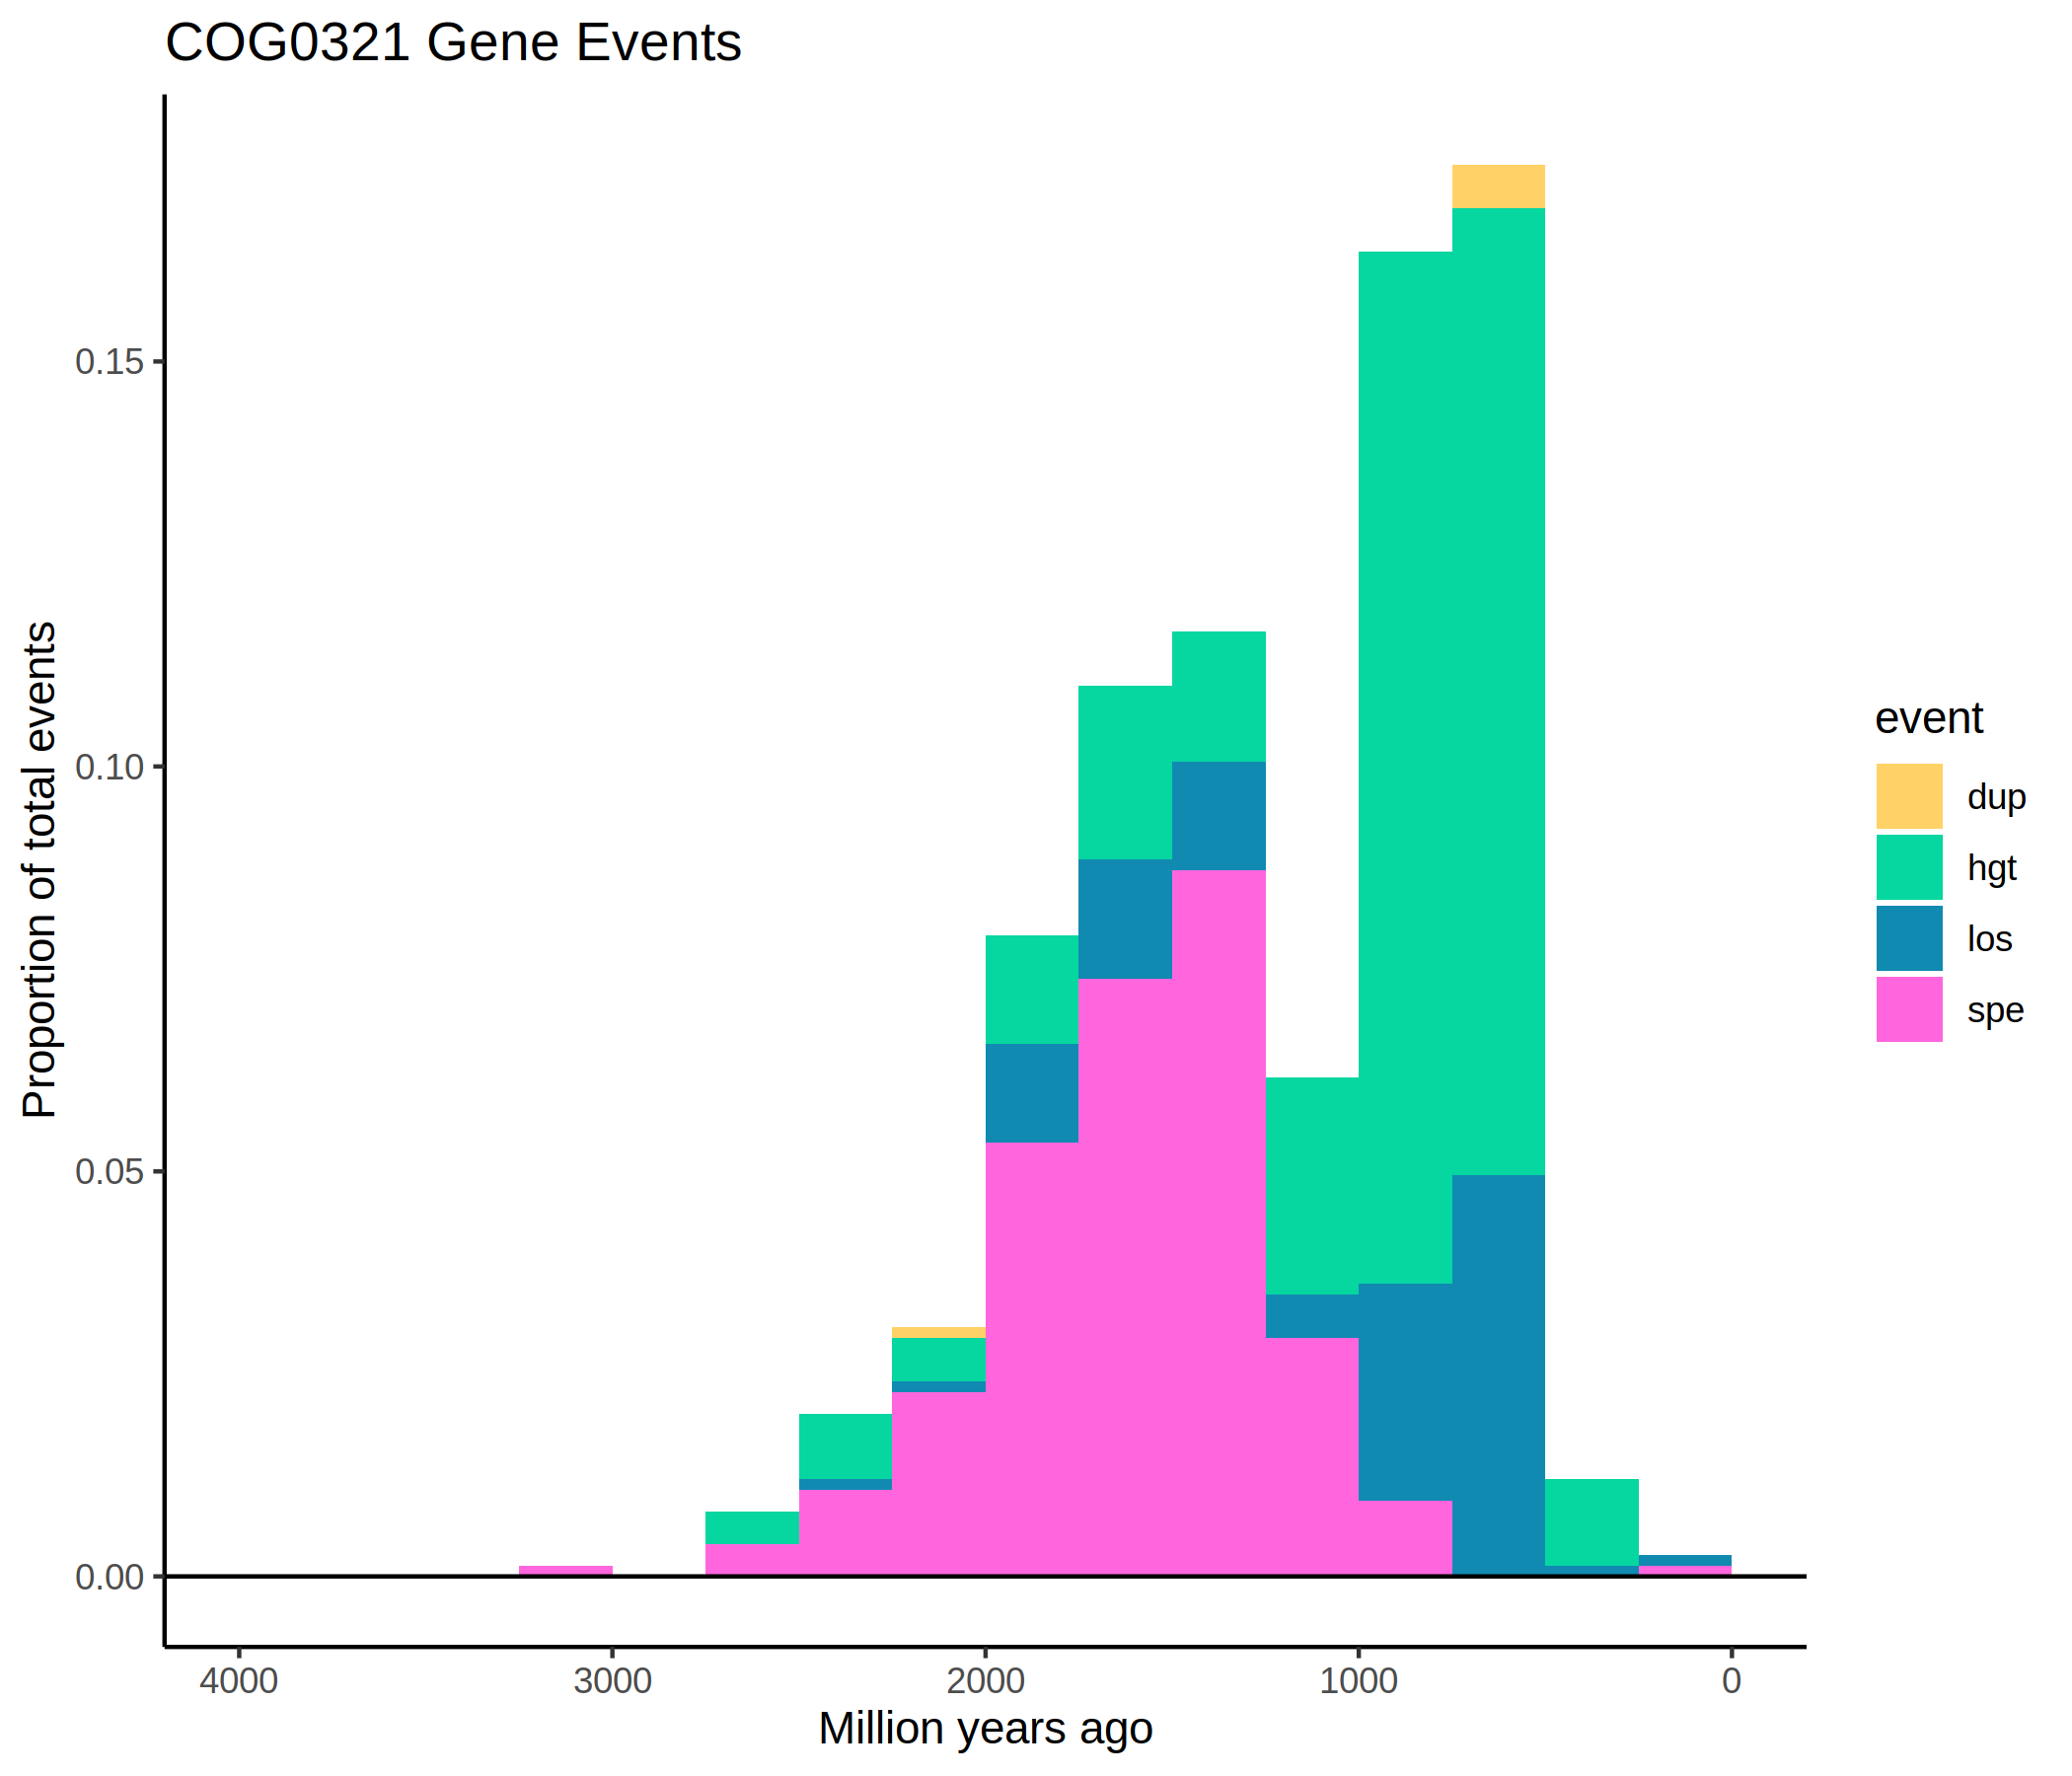 COG0321 Gene Events
Proportion of total events
0.15
0.10
0.05
0.00
4000 3000 2000 1000 0
Million years ago
event
dup
hgt
los
spe